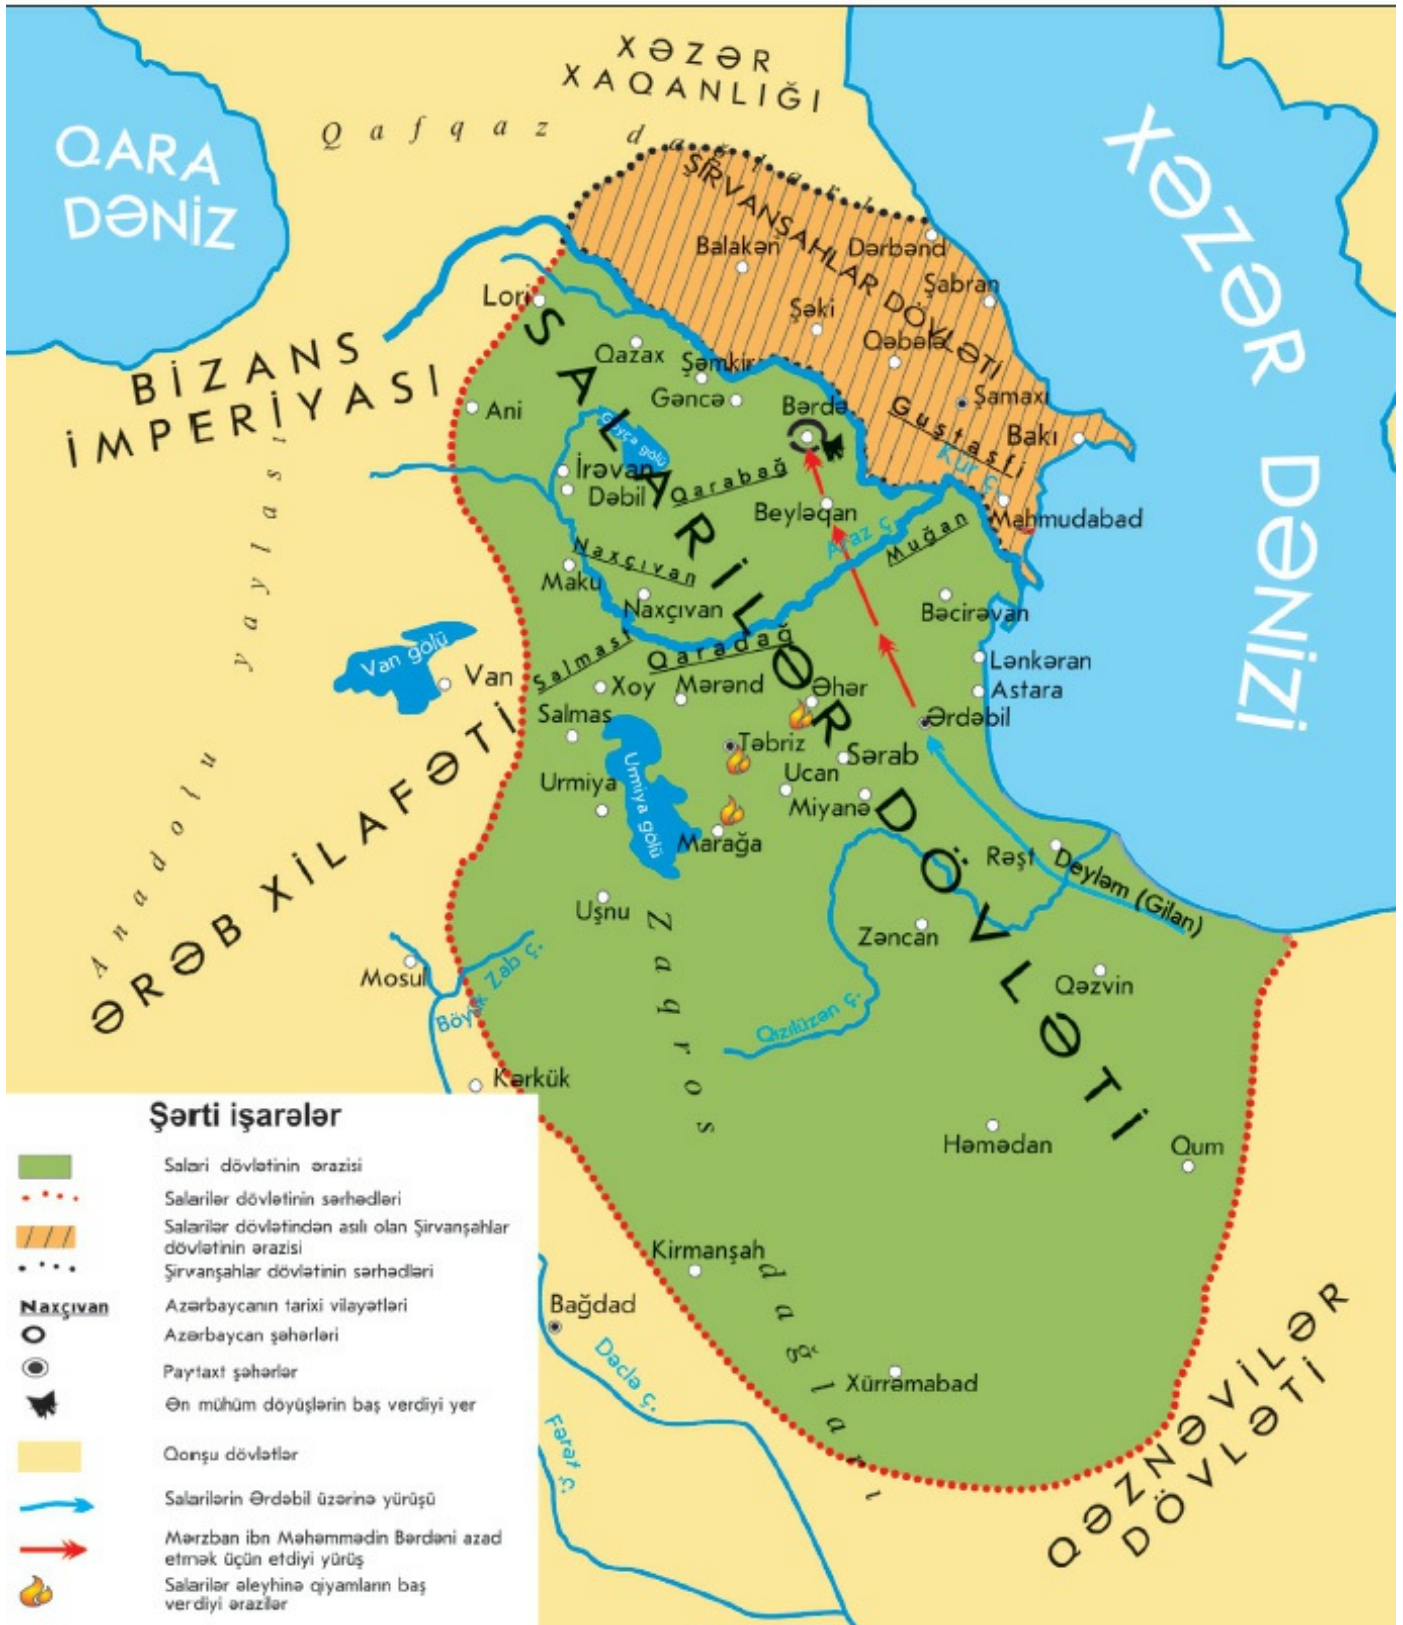 XƏZƏR
XAQANLIĞI
Qafqaz dağları
QARA
DƏNİZ
XƏZƏR DƏNİZİ
ŞİRVANŞAHLAR DÖVLƏTİ
Balakən
Dərbənd
Şabran
Şəki
Qəbələ
Şamaxı
Guştasfi
Bakı
Kür ç.
Mahmudabad
BİZANS
İMPERİYASI
Lori
SALARİLƏR DÖVLƏTİ
Qazax
Şəmkir
Gəncə
Bərdə
Ani
Göyçə gölü
İrəvan
Dəbil
Qarabağ
Beyləqan
Araz ç.
Muğan
Naxçıvan
Maku
Naxçıvan
Bəcirəvan
Anadolu yaylası
Van gölü
Van
Salmast
Qaradağ
Lənkəran
Astara
Xoy
Mərənd
Əhər
Salmas
Ərdəbil
Təbriz
Sərab
Urmiya
Urmiya gölü
Ucan
Miyanə
Marağa
ƏRƏB XİLAFƏTİ
Rəşt
Deyləm (Gilan)
Uşnu
Zaqros dağları
Zəncan
Mosul
Böyük Zab ç.
Qəzvin
Qızılüzən ç.
Kərkük
Həmədan
Qum
Kirmanşah
Bağdad
Dəclə ç.
Xürrəmabad
Fərat ç.
QƏZNƏVİLƏR
DÖVLƏTİ
Şərti işarələr
Salari dövlətinin ərazisi
Salarilər dövlətinin sərhədləri
Salarilər dövlətindən asılı olan Şirvanşahlar
dövlətinin ərazisi
Şirvanşahlar dövlətinin sərhədləri
Naxçıvan Azərbaycanın tarixi vilayətləri
Azərbaycan şəhərləri
Paytaxt şəhərlər
Ən mühüm döyüşlərin baş verdiyi yer
Qonşu dövlətlər
Salarilərin Ərdəbil üzərinə yürüşü
Mərzban ibn Məhəmmədin Bərdəni azad
etmək üçün etdiyi yürüş
Salarilər əleyhinə qiyamların baş
verdiyi ərazilər